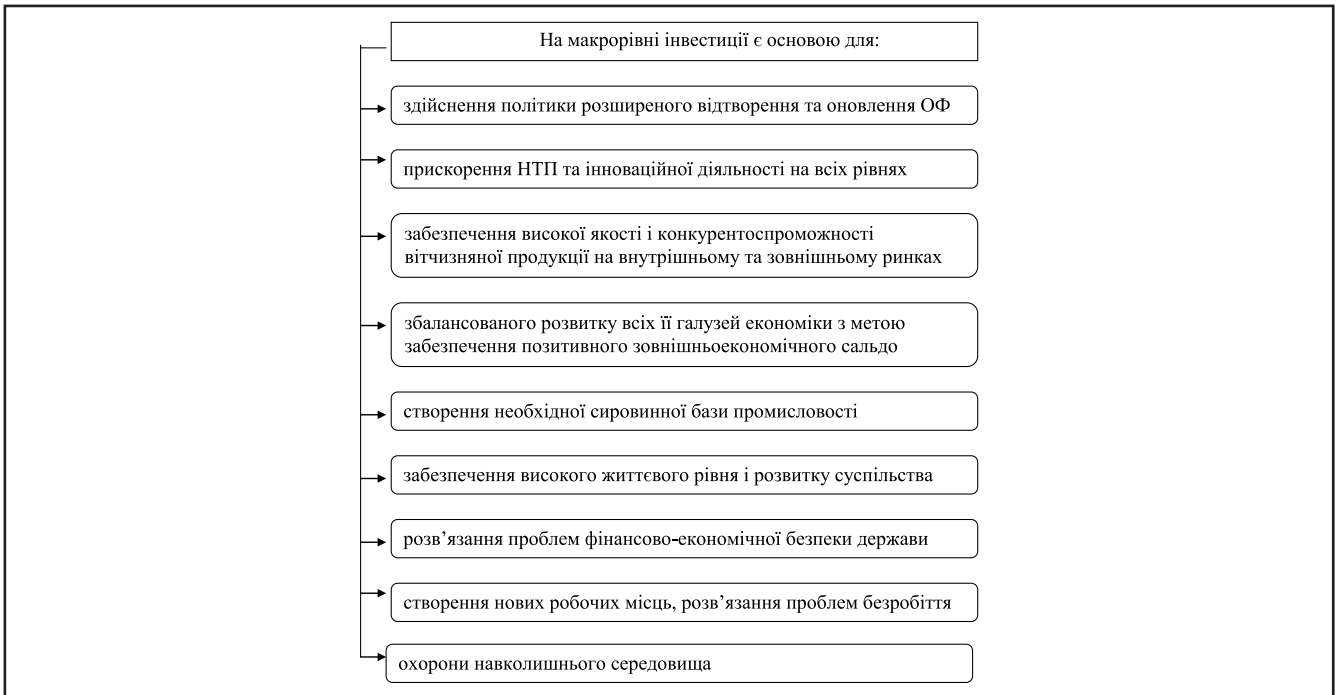 На макрорівні інвестиції є основою для:
здійснення політики розширеного відтворення та оновлення ОФ
прискорення НТП та інноваційної діяльності на всіх рівнях
забезпечення високої якості і конкурентоспроможності
вітчизняної продукції на внутрішньому та зовнішньому ринках
збалансованого розвитку всіх її галузей економіки з метою
забезпечення позитивного зовнішньоекономічного сальдо
створення необхідної сировинної бази промисловості
забезпечення високого життєвого рівня і розвитку суспільства
розв’язання проблем фінансово-економічної безпеки держави
створення нових робочих місць, розв’язання проблем безробіття
охорони навколишнього середовища